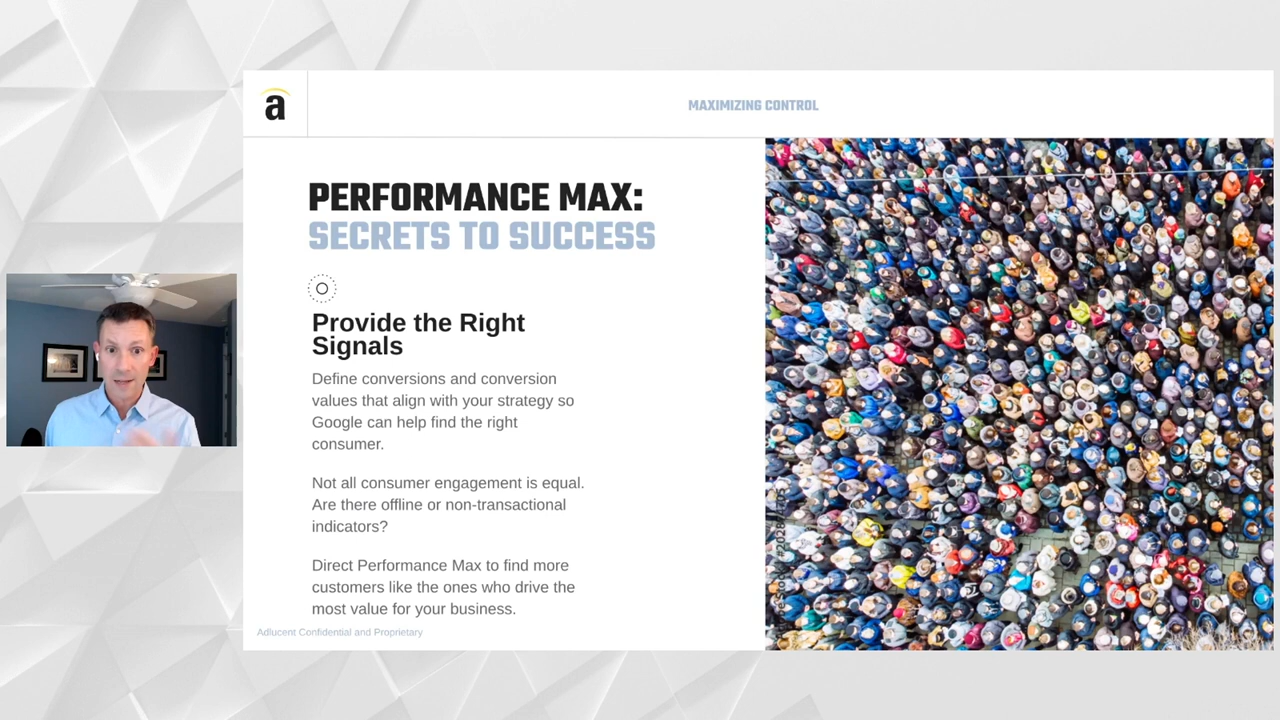 a
MAXIMIZING CONTROL
PERFORMANCE MAX:
SECRETS TO SUCCESS
Provide the Right
Signals
Define conversions and conversion
values that align with your strategy so
Google can help find the right
consumer.
Not all consumer engagement is equal.
Are there offline or non-transactional
indicators?
Direct Performance Max to find more
customers like the ones who drive the
most value for your business.
Adlucent Confidential and Proprietary